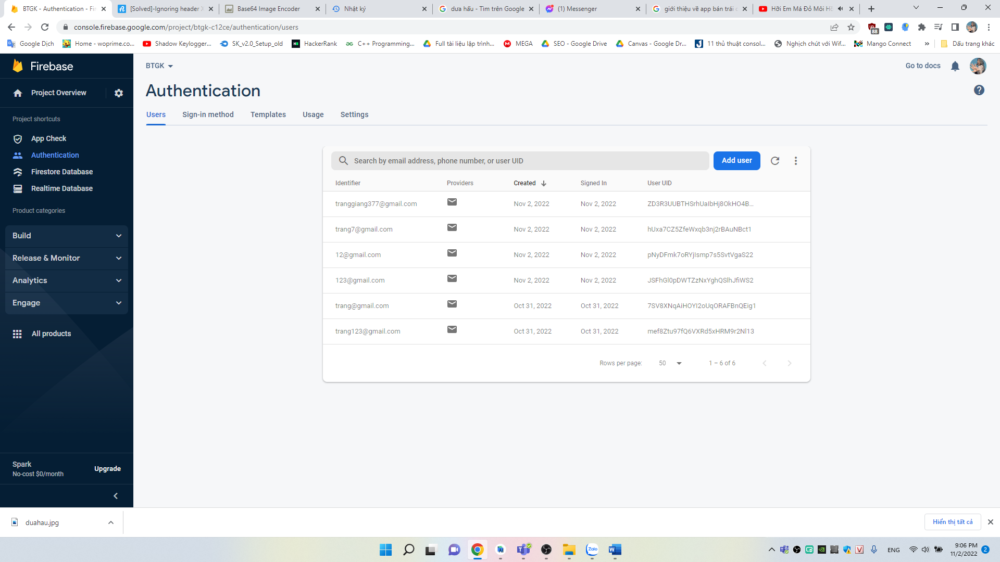 BTGK - Authentication - Fir
[Solved]-Ignoring header X
Base64 Image Encoder
Nhật ký
dưa hấu - Tìm trên Google
(1) Messenger
giới thiệu về app bán trái c
Hỡi Em Má Đỏ Môi Hồ
console.firebase.google.com/project/btgk-c12ce/authentication/users
88
Google Dịch
Home - woprime.co...
Shadow Keylogger...
SK_v2.0_Setup_old
HackerRank
C++ Programming...
Full tài liệu lập trình...
MEGA
SEO - Google Drive
Canvas - Google Dr...
11 thủ thuật consol...
Nghịch chút với Wif...
Mango Connect
»
Dấu trang khác
Firebase
BTGK
Go to docs
Project Overview
Authentication
Users
Sign-in method
Templates
Usage
Settings
Project shortcuts
App Check
Authentication
Firestore Database
Realtime Database
Product categories
Build
Release & Monitor
Analytics
Engage
All products
Spark
No-cost $0/month
Upgrade
Search by email address, phone number, or user UID
Add user
Identifier Providers Created Signed In User UID
tranggiang377@gmail.com Nov 2, 2022 Nov 2, 2022 ZD3R3UUBTHSrhUaIbHj8OkHO4B...
trang7@gmail.com Nov 2, 2022 Nov 2, 2022 hUxa7CZ5ZfeWxqb3nj2rBAuNBct1
12@gmail.com Nov 2, 2022 Nov 2, 2022 pNyDFmk7oRYjIsmp7s5SvtVgaS22
123@gmail.com Nov 2, 2022 Nov 2, 2022 JSFhGl0pDWTZzNxYghQSlhJfiWS2
trang@gmail.com Oct 31, 2022 Oct 31, 2022 7SV8XNqAiHOYI2oUqORAFBnQEig1
trang123@gmail.com Oct 31, 2022 Oct 31, 2022 mef8Ztu97fQ6VXRd5xHRM9r2Nl13
Rows per page: 50 1 – 6 of 6
duahau.jpg
Hiển thị tất cả
Zalo
ENG
9:06 PM
11/2/2022
2